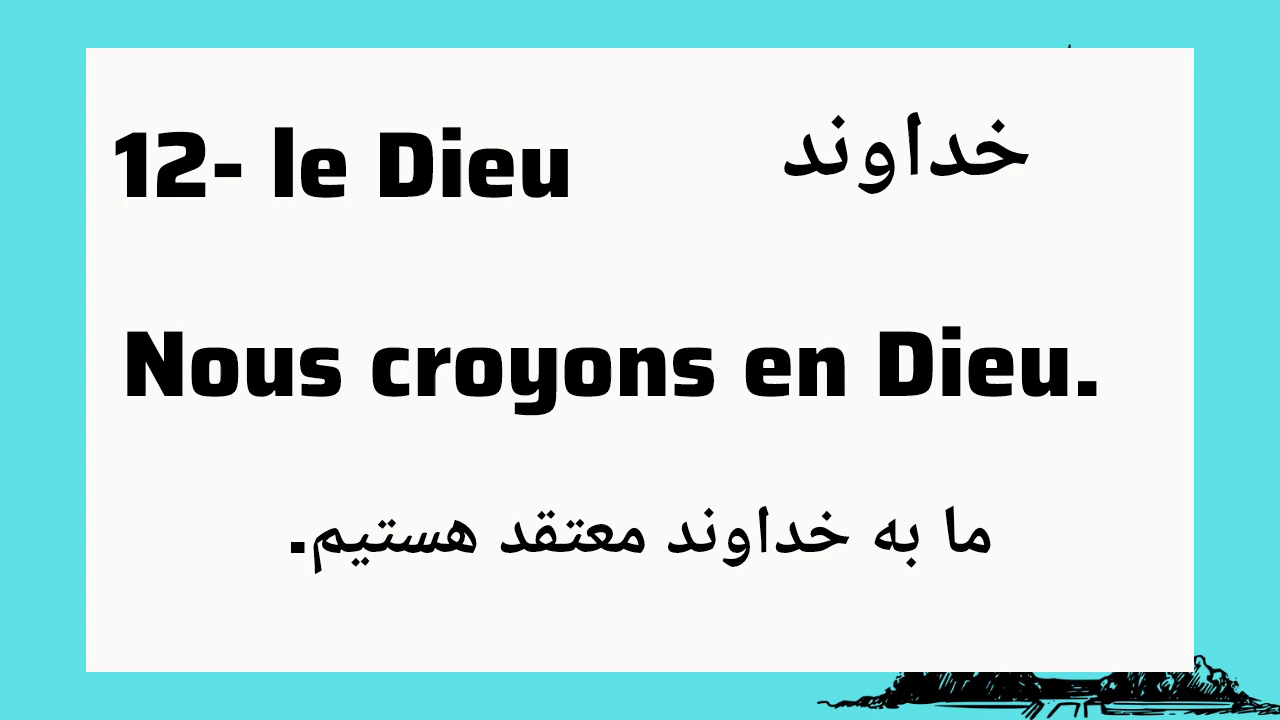 12- le Dieu خداوند
Nous croyons en Dieu.
ما به خداوند معتقد هستیم.